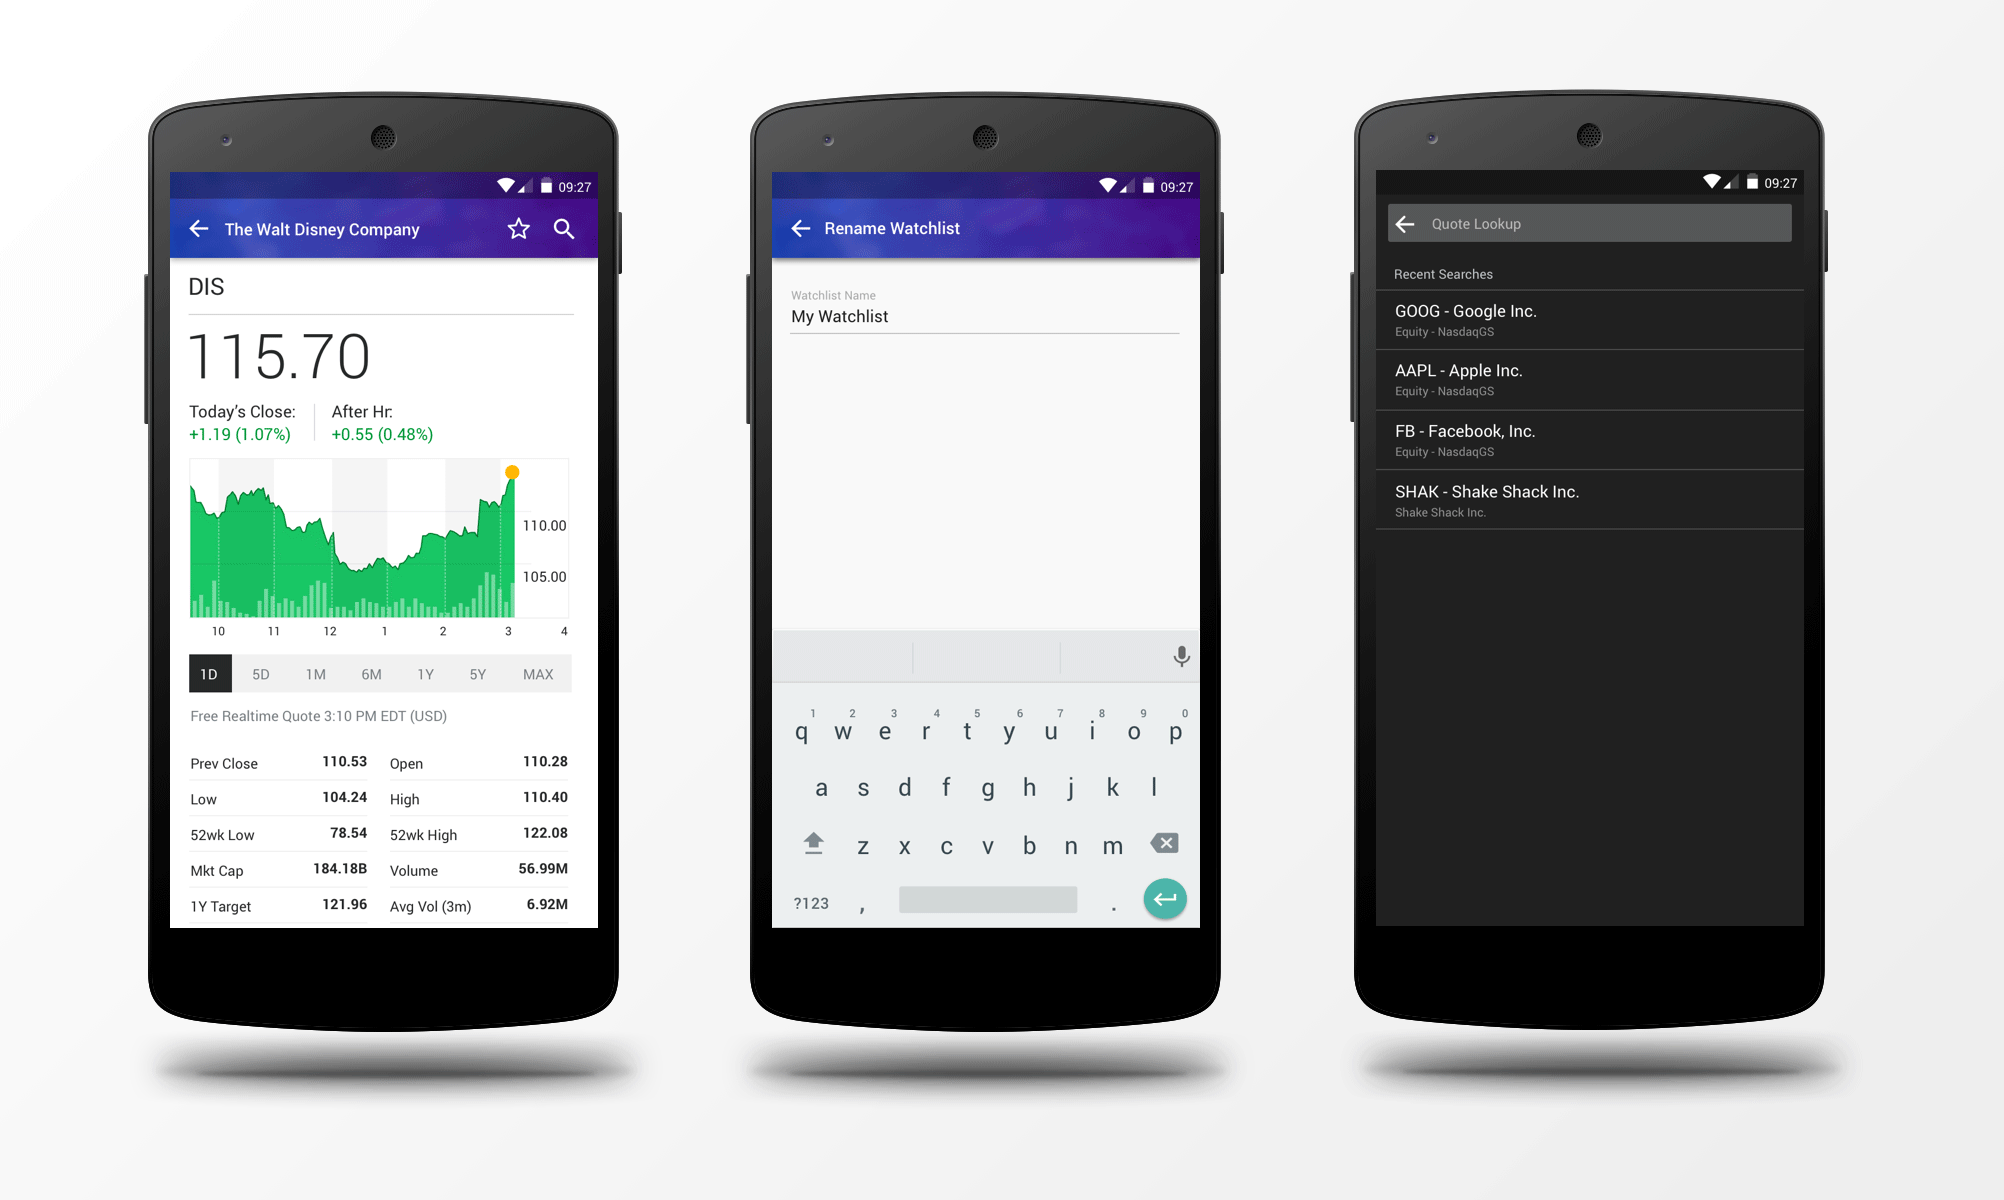 09:27
The Walt Disney Company
DIS
115.70
Today's Close: After Hr:
+1.19 (1.07%) +0.55 (0.48%)
110.00
105.00
10 11 12 1 2 3 4
1D 5D 1M 6M 1Y 5Y MAX
Free Realtime Quote 3:10 PM EDT (USD)
Prev Close 110.53 Open 110.28
Low 104.24 High 110.40
52wk Low 78.54 52wk High 122.08
Mkt Cap 184.18B Volume 56.99M
1Y Target 121.96 Avg Vol (3m) 6.92M
09:27
Rename Watchlist
Watchlist Name
My Watchlist
1 2 3 4 5 6 7 8 9 0
q w e r t y u i o p
a s d f g h j k l
z x c v b n m
?123 , .
09:27
Quote Lookup
Recent Searches
GOOG - Google Inc.
Equity - NasdaqGS
AAPL - Apple Inc.
Equity - NasdaqGS
FB - Facebook, Inc.
Equity - NasdaqGS
SHAK - Shake Shack Inc.
Shake Shack Inc.